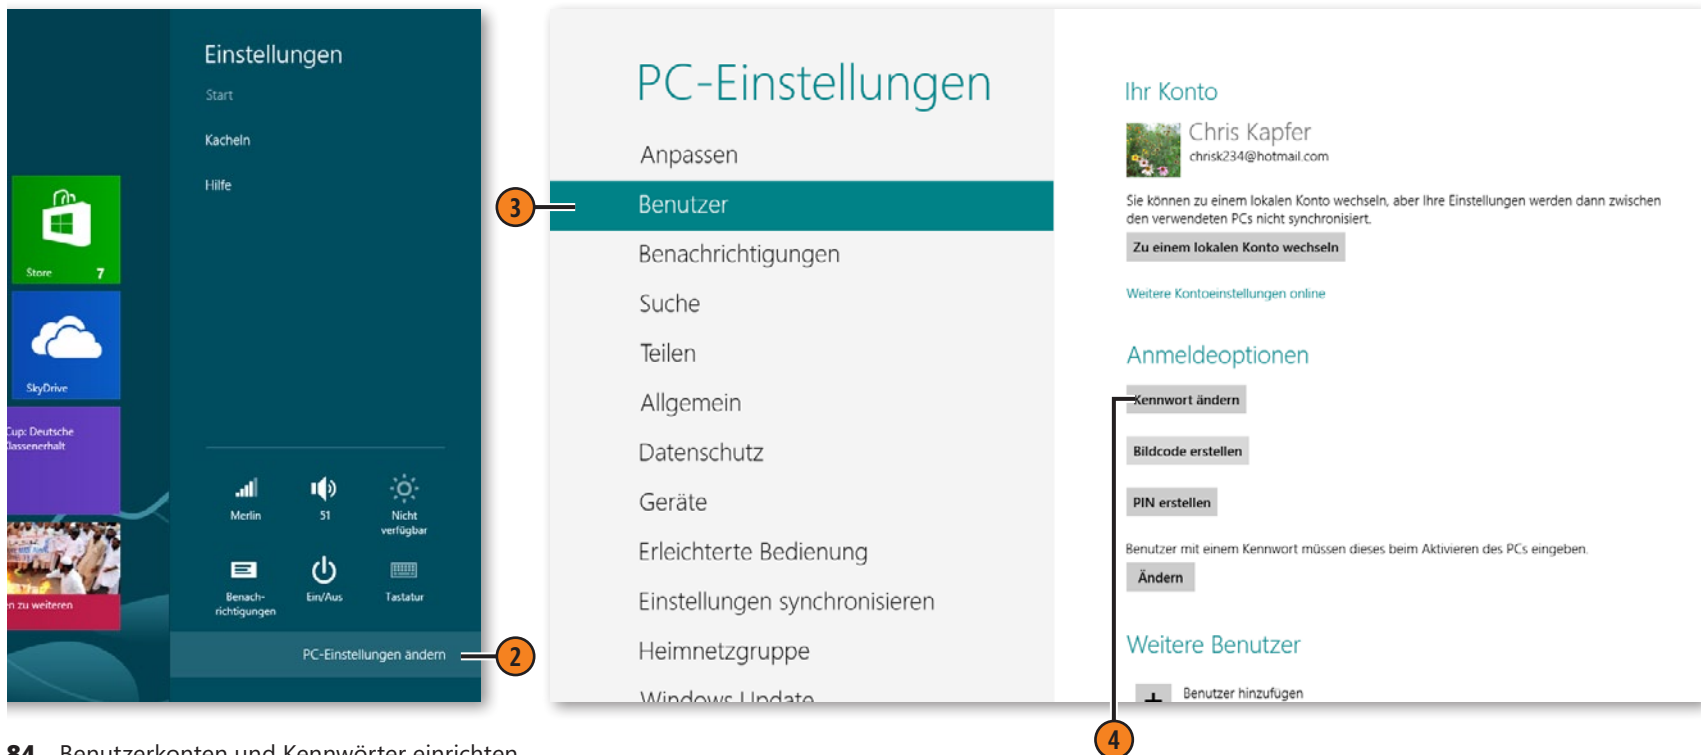 Einstellungen
Start
Kacheln
Hilfe
Store 7
SkyDrive
Cup: Deutsche
Klassenerhalt
zu weiteren
Merlin
51
Nicht
verfügbar
Benach-
richtigungen
Ein/Aus
Tastatur
PC-Einstellungen ändern
2
PC-Einstellungen
Anpassen
3
Benutzer
Benachrichtigungen
Suche
Teilen
Allgemein
Datenschutz
Geräte
Erleichterte Bedienung
Einstellungen synchronisieren
Heimnetzgruppe
Windows Update
Ihr Konto
Chris Kapfer
chrisk234@hotmail.com
Sie können zu einem lokalen Konto wechseln, aber Ihre Einstellungen werden dann zwischen
den verwendeten PCs nicht synchronisiert.
Zu einem lokalen Konto wechseln
Weitere Kontoeinstellungen online
Anmeldeoptionen
Kennwort ändern
Bildcode erstellen
PIN erstellen
Benutzer mit einem Kennwort müssen dieses beim Aktivieren des PCs eingeben.
Ändern
Weitere Benutzer
Benutzer hinzufügen
4
84 Benutzerkonten und Kennwörter einrichten